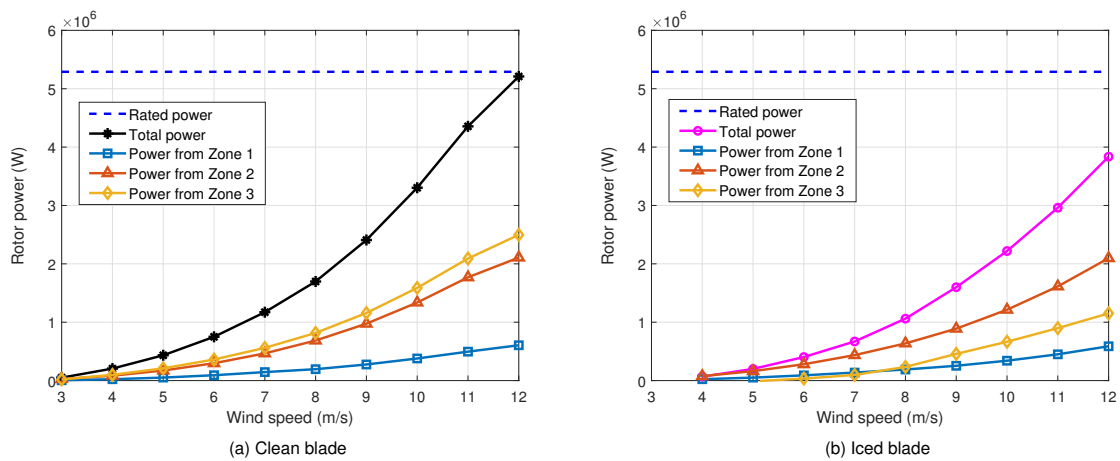 ×10⁶
6
5
4
3
2
1
0
Rotor power (W)
Rated power
Total power
Power from Zone 1
Power from Zone 2
Power from Zone 3
3 4 5 6 7 8 9 10 11 12
Wind speed (m/s)
(a) Clean blade
×10⁶
6
5
4
3
2
1
0
Rotor power (W)
Rated power
Total power
Power from Zone 1
Power from Zone 2
Power from Zone 3
3 4 5 6 7 8 9 10 11 12
Wind speed (m/s)
(b) Iced blade